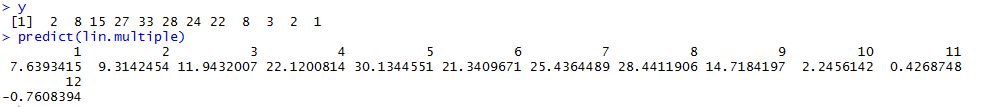 > y
[1] 2 8 15 27 33 28 24 22 8 3 2 1
> predict(lin.multiple)
1 2 3 4 5 6 7 8 9 10 11
7.6393415 9.3142454 11.9432007 22.1200814 30.1344551 21.3409671 25.4364489 28.4411906 14.7184197 2.2456142 0.4268748
12
-0.7608394